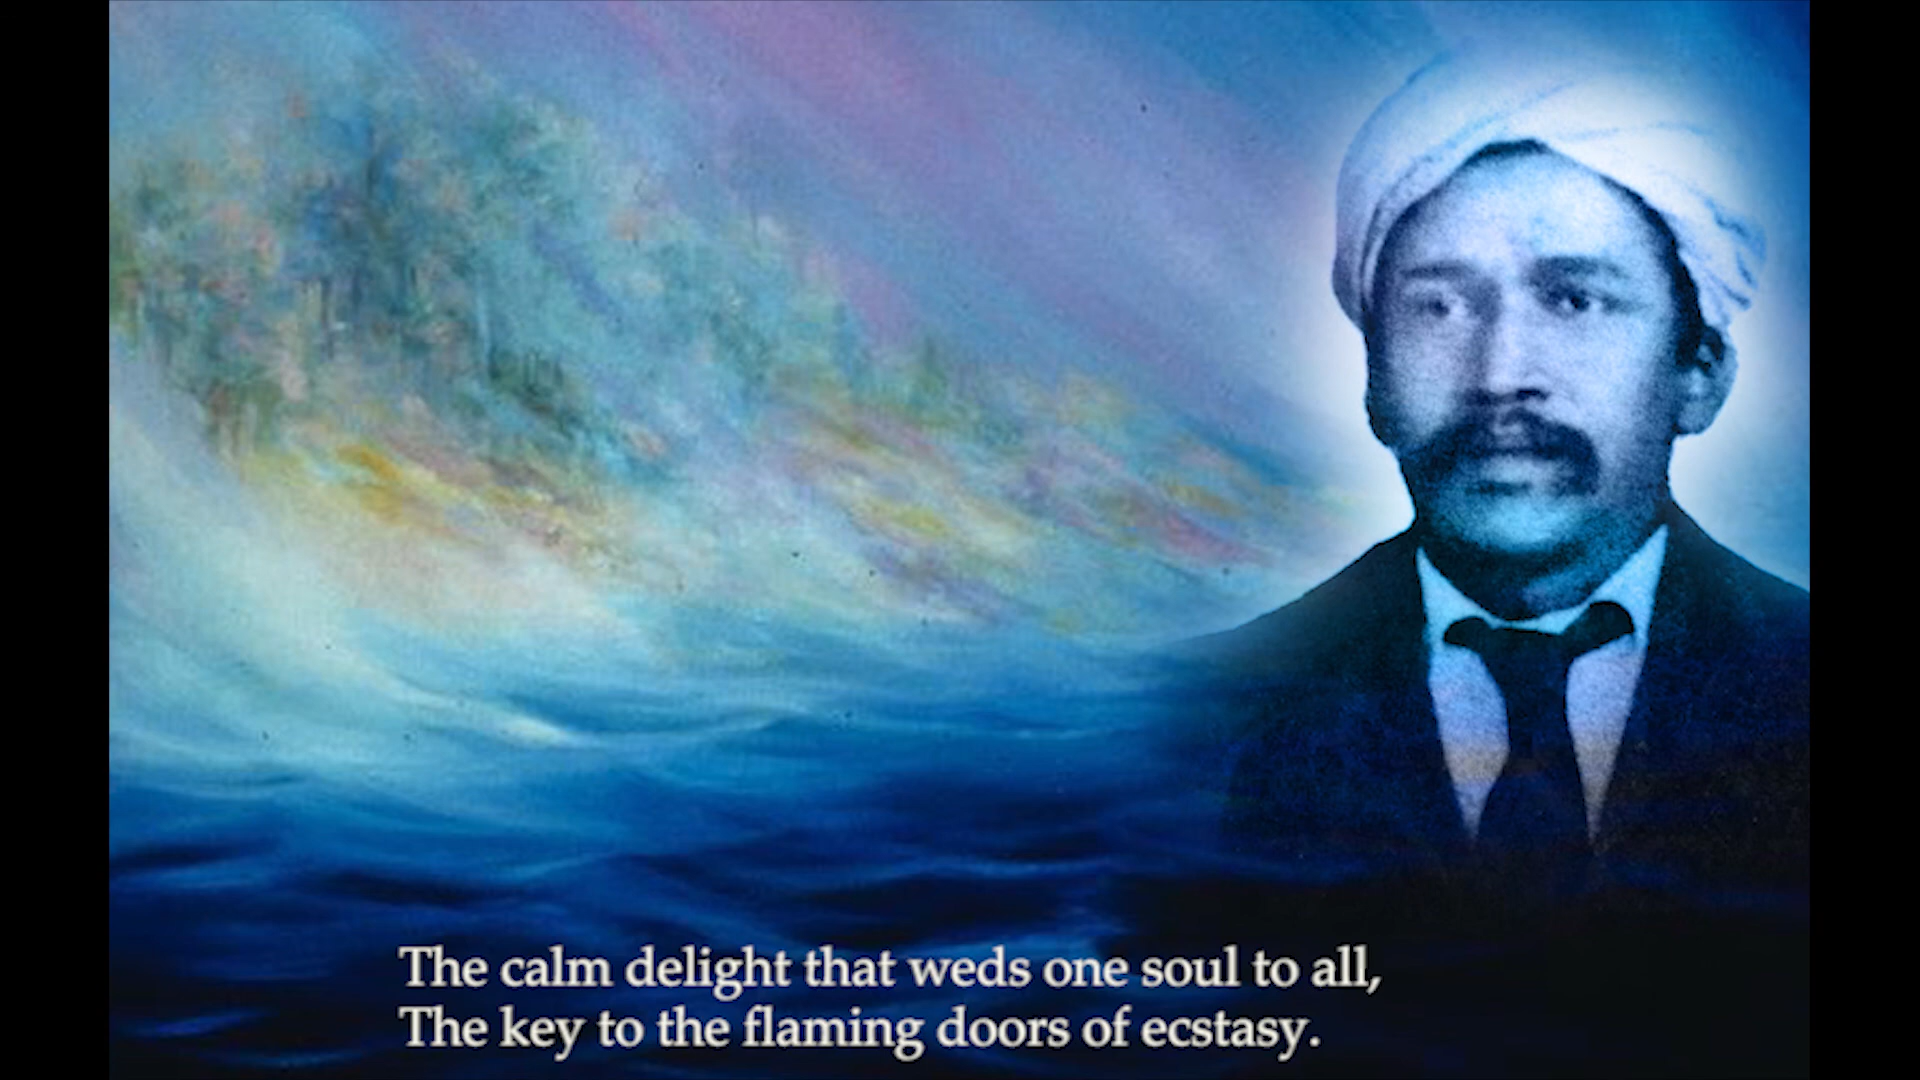 The calm delight that weds one soul to all,
The key to the flaming doors of ecstasy.